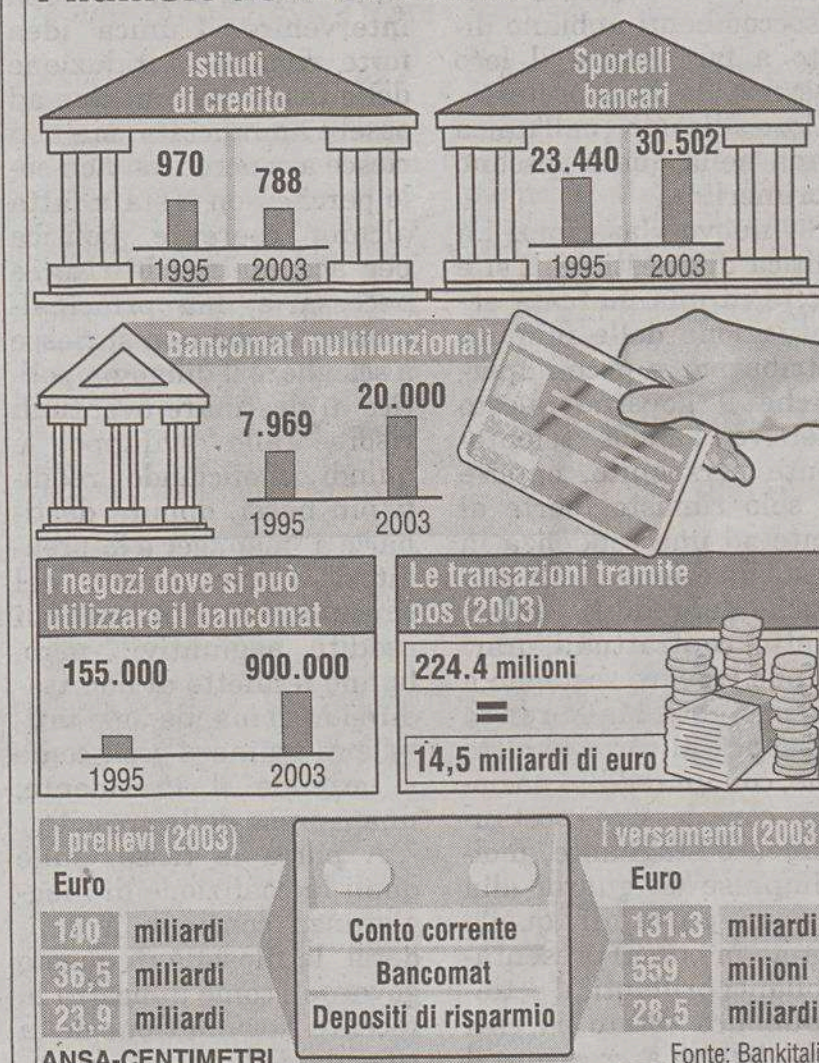 Istituti
di credito
970
788
1995
2003
Sportelli
bancari
23.440
30.502
1995
2003
Bancomat multifunzionali
7.969
20.000
1995
2003
I negozi dove si può
utilizzare il bancomat
155.000
900.000
1995
2003
Le transazioni tramite
pos (2003)
224.4 milioni
=
14,5 miliardi di euro
I prelievi (2003)
Euro
140 miliardi
36,5 miliardi
23,9 miliardi
Conto corrente
Bancomat
Depositi di risparmio
I versamenti (2003
Euro
131.3 miliardi
559 milioni
28.5 miliardi
ANSA-CENTIMETRI
Fonte: Bankitali